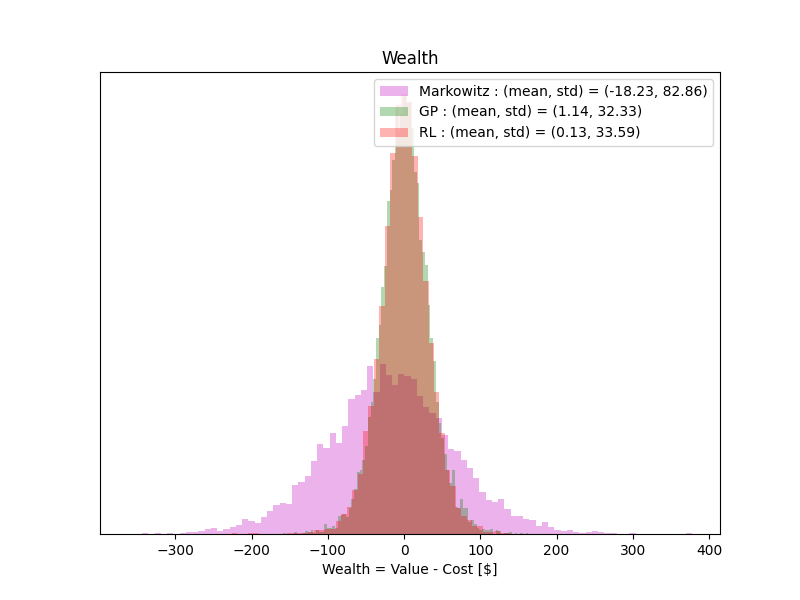 Wealth
Markowitz : (mean, std) = (-18.23, 82.86)
GP : (mean, std) = (1.14, 32.33)
RL : (mean, std) = (0.13, 33.59)
−300 −200 −100 0 100 200 300 400
Wealth = Value - Cost [$]